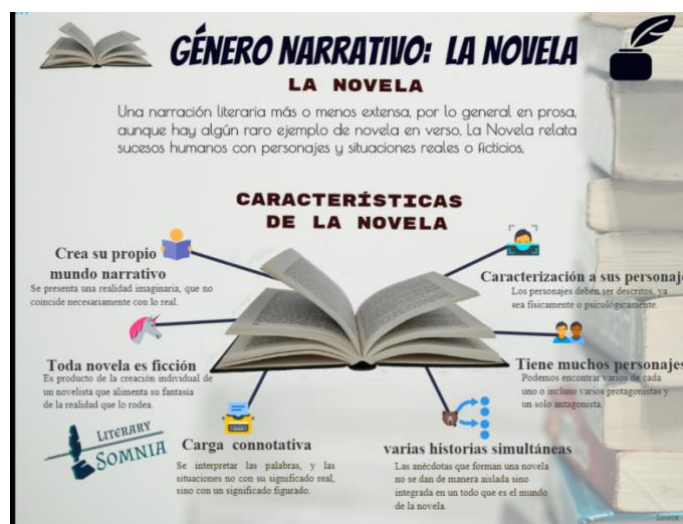 GÉNERO NARRATIVO: LA NOVELA
LA NOVELA
Una narración literaria más o menos extensa, por lo general en prosa,
aunque hay algún raro ejemplo de novela en verso. La Novela relata
sucesos humanos con personajes y situaciones reales o ficticios.
CARACTERÍSTICAS
DE LA NOVELA
Crea su propio
mundo narrativo
Se presenta una realidad imaginaria, que no
coincide necesariamente con lo real.
Caracterización a sus personaj
Los personajes deben ser descritos, ya
sea físicamente o psicológicamente.
Toda novela es ficción
Es producto de la creación individual de
un novelista que alimenta su fantasia
de la realidad que lo rodea.
Tiene muchos personajes
Podemos encontrar varios de cada
uno o incluso varios protagonistas y
un solo antagonista.
LITERARY
SOMNIA
Carga connotativa
Se interpretar las palabras, y las
situaciones no con su significado real,
sino con un significado figurado.
varias historias simultáneas
Las anécdotas que forman una novela
no se dan de manera aislada sino
integrada en un todo que es el mundo
de la novela.